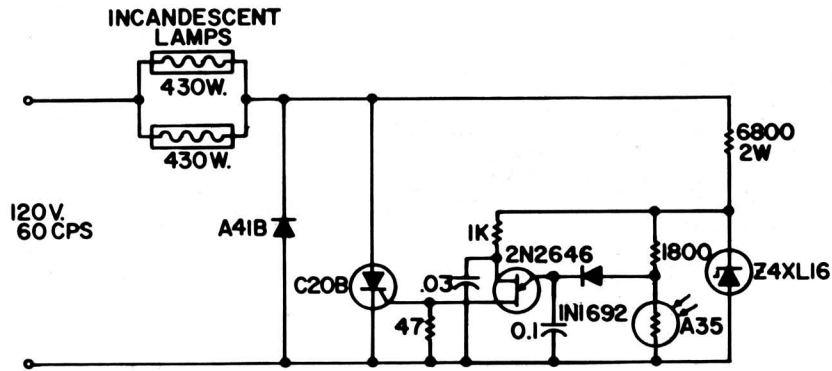 INCANDESCENT
LAMPS
430W.
430W.
120V.
60 CPS
A41B
C20B
47
.03
1K
2N2646
0.1
1N1692
1800
A35
6800
2W
Z4XL16